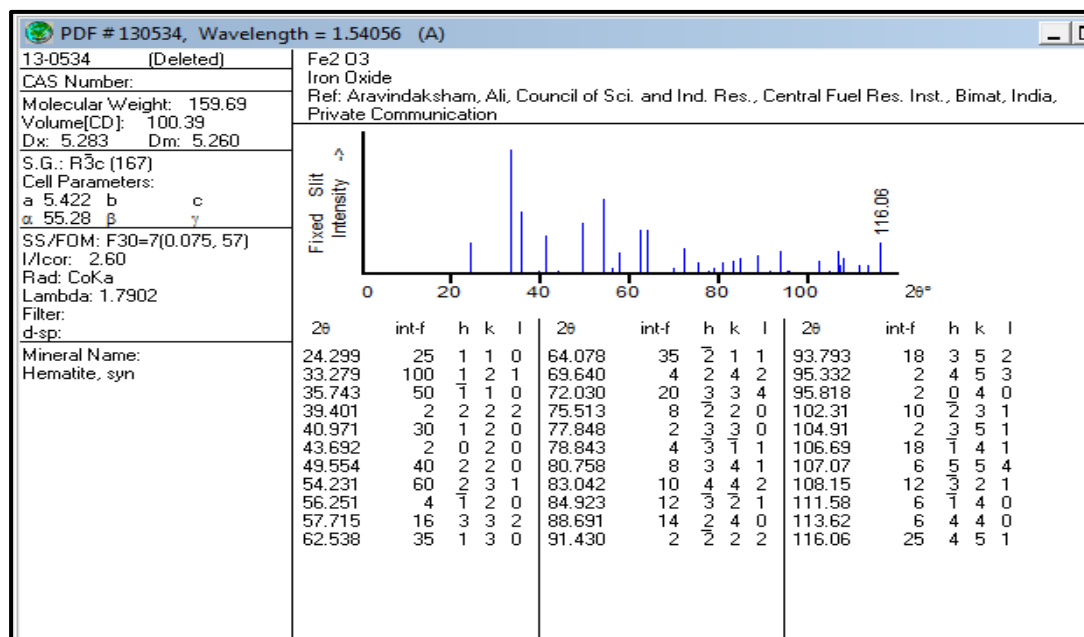 PDF # 130534, Wavelength = 1.54056 (A)
13-0534 (Deleted)
CAS Number:
Molecular Weight: 159.69
Volume[CD]: 100.39
Dx: 5.283 Dm: 5.260
S.G.: R3̅c (167)
Cell Parameters:
a 5.422 b c
α 55.28 β γ
SS/FOM: F30=7(0.075, 57)
I/Icor: 2.60
Rad: CoKa
Lambda: 1.7902
Filter:
d-sp:
Mineral Name:
Hematite, syn
Fe2 O3
Iron Oxide
Ref: Aravindaksham, Ali, Council of Sci. and Ind. Res., Central Fuel Res. Inst., Bimat, India,
Private Communication
Fixed Slit
Intensity ->
116.06
0 20 40 60 80 100 2θ°
2θ int-f h k l 2θ int-f h k l 2θ int-f h k l
24.299 25 1 1 0 64.078 35 2̅ 1 1 93.793 18 3 5 2
33.279 100 1 2 1 69.640 4 2 4 2 95.332 2 4 5 3
35.743 50 1̅ 1 0 72.030 20 3 3 4 95.818 2 0 4 0
39.401 2 2 2 2 75.513 8 2̅ 2 0 102.31 10 2̅ 3 1
40.971 30 1 2 0 77.848 2 3 3 0 104.91 2 3 5 1
43.692 2 0 2 0 78.843 4 3̅ 1̅ 1 106.69 18 1̅ 4 1
49.554 40 2 2 0 80.758 8 3 4 1 107.07 6 5 5 4
54.231 60 2 3 1 83.042 10 4 4 2 108.15 12 3̅ 2 1
56.251 4 1̅ 2 0 84.923 12 3̅ 2̅ 1 111.58 6 1̅ 4 0
57.715 16 3 3 2 88.691 14 2 4 0 113.62 6 4 4 0
62.538 35 1 3 0 91.430 2 2̅ 2 2 116.06 25 4 5 1